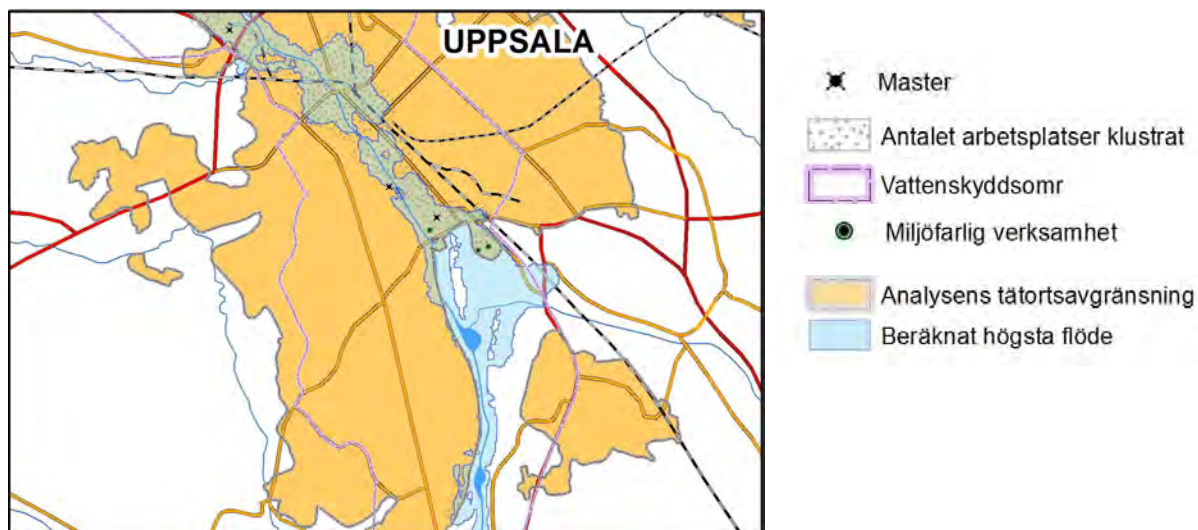 UPPSALA
Master
Antalet arbetsplatser klustrat
Vattenskyddsomr
Miljöfarlig verksamhet
Analysens tätortsavgränsning
Beräknat högsta flöde